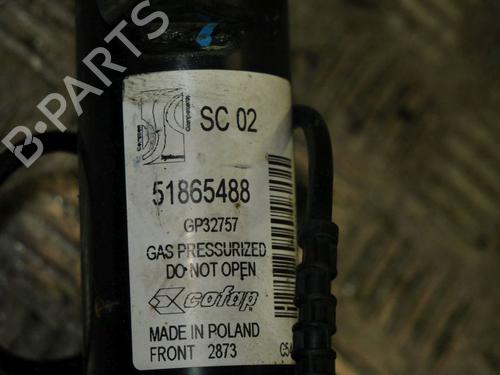 B-PARTS
SC 02
51865488
GP32757
GAS PRESSURIZED
DO NOT OPEN
cofap
MADE IN POLAND
FRONT 2873